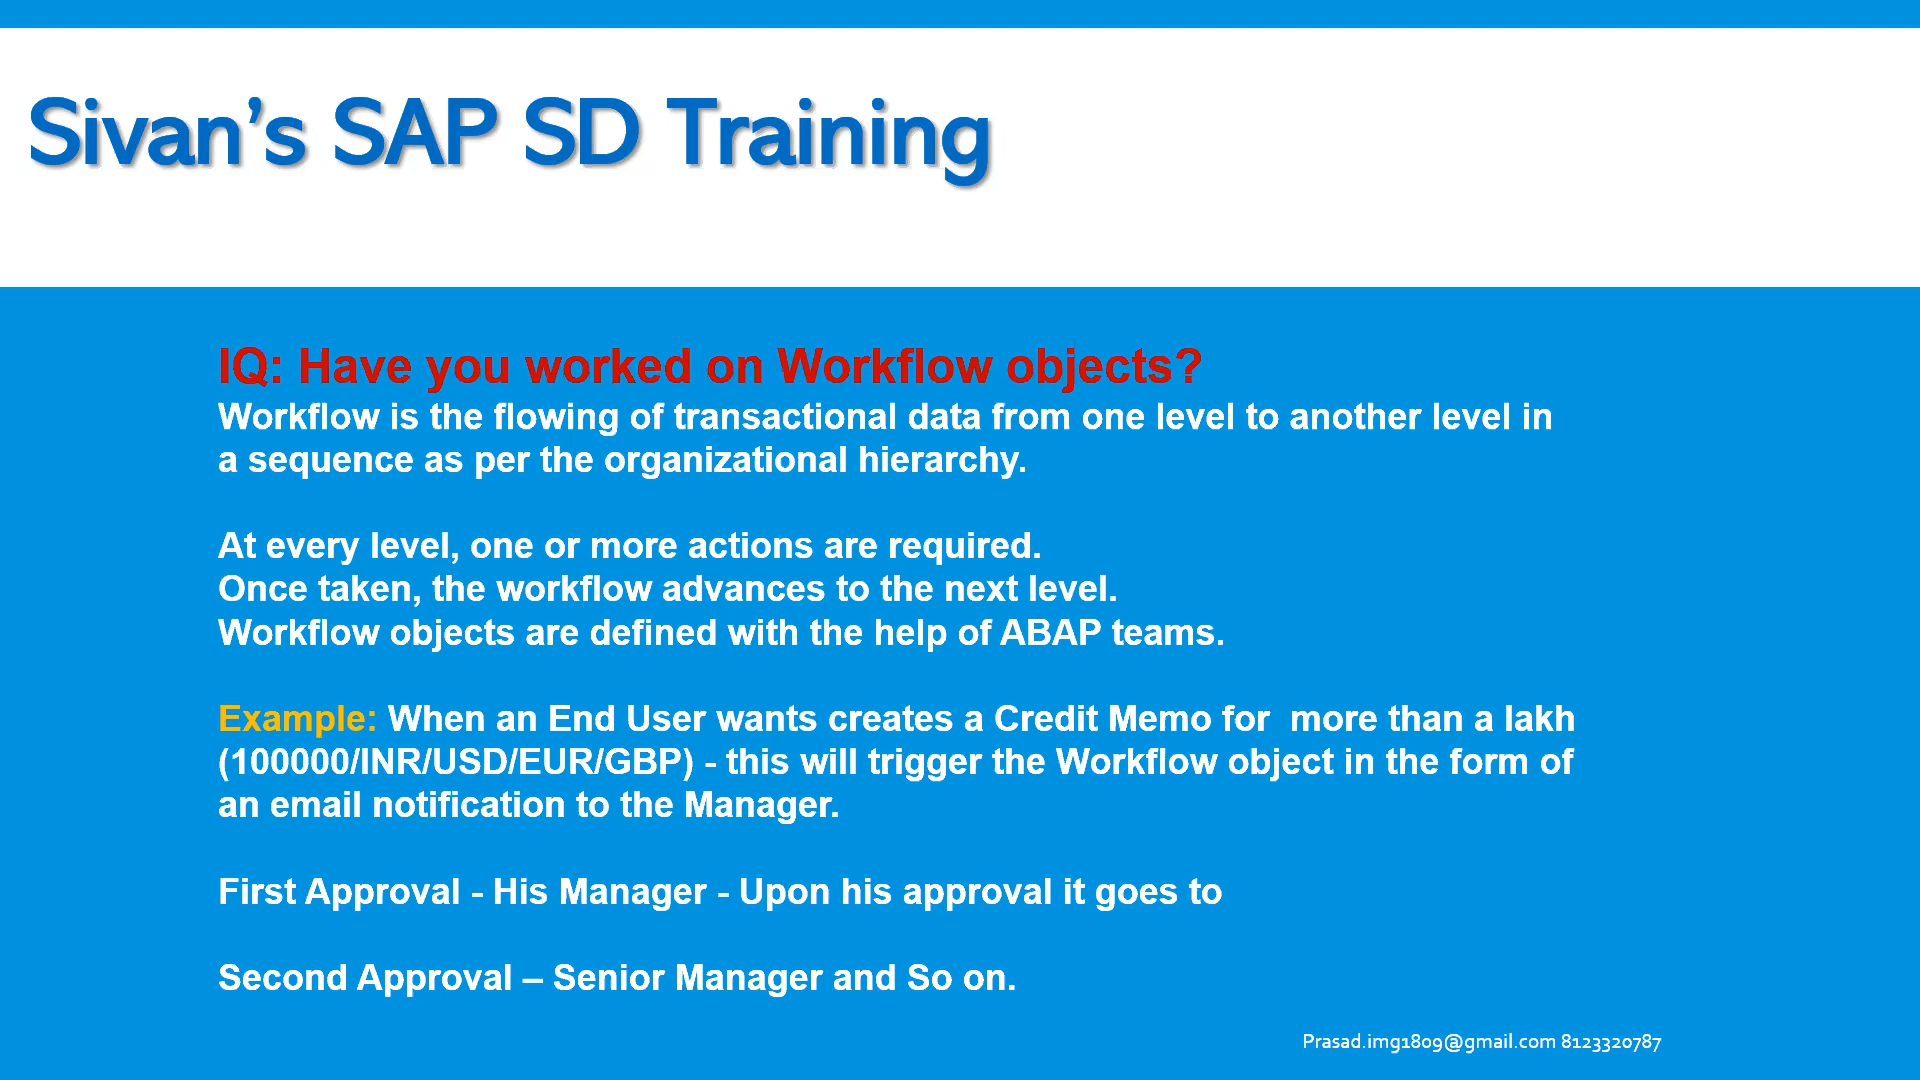 Sivan’s SAP SD Training
IQ: Have you worked on Workflow objects?
Workflow is the flowing of transactional data from one level to another level in
a sequence as per the organizational hierarchy.
At every level, one or more actions are required.
Once taken, the workflow advances to the next level.
Workflow objects are defined with the help of ABAP teams.
Example: When an End User wants creates a Credit Memo for  more than a lakh
(100000/INR/USD/EUR/GBP) - this will trigger the Workflow object in the form of
an email notification to the Manager.
First Approval - His Manager - Upon his approval it goes to
Second Approval – Senior Manager and So on.
Prasad.img1809@gmail.com 8123320787